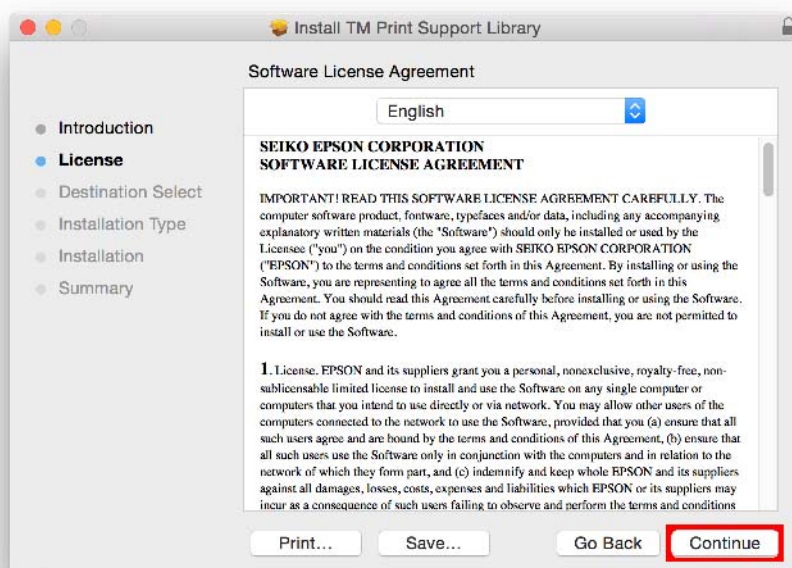 Install TM Print Support Library
Software License Agreement
Introduction
License
Destination Select
Installation Type
Installation
Summary
English
SEIKO EPSON CORPORATION
SOFTWARE LICENSE AGREEMENT
IMPORTANT! READ THIS SOFTWARE LICENSE AGREEMENT CAREFULLY. The
computer software product, fontware, typefaces and/or data, including any accompanying
explanatory written materials (the "Software") should only be installed or used by the
Licensee ("you") on the condition you agree with SEIKO EPSON CORPORATION
("EPSON") to the terms and conditions set forth in this Agreement. By installing or using the
Software, you are representing to agree all the terms and conditions set forth in this
Agreement. You should read this Agreement carefully before installing or using the Software.
If you do not agree with the terms and conditions of this Agreement, you are not permitted to
install or use the Software.
1. License. EPSON and its suppliers grant you a personal, nonexclusive, royalty-free, non-
sublicensable limited license to install and use the Software on any single computer or
computers that you intend to use directly or via network. You may allow other users of the
computers connected to the network to use the Software, provided that you (a) ensure that all
such users agree and are bound by the terms and conditions of this Agreement, (b) ensure that
all such users use the Software only in conjunction with the computers and in relation to the
network of which they form part, and (c) indemnify and keep whole EPSON and its suppliers
against all damages, losses, costs, expenses and liabilities which EPSON or its suppliers may
incur as a consequence of such users failing to observe and perform the terms and conditions
Print...
Save...
Go Back
Continue